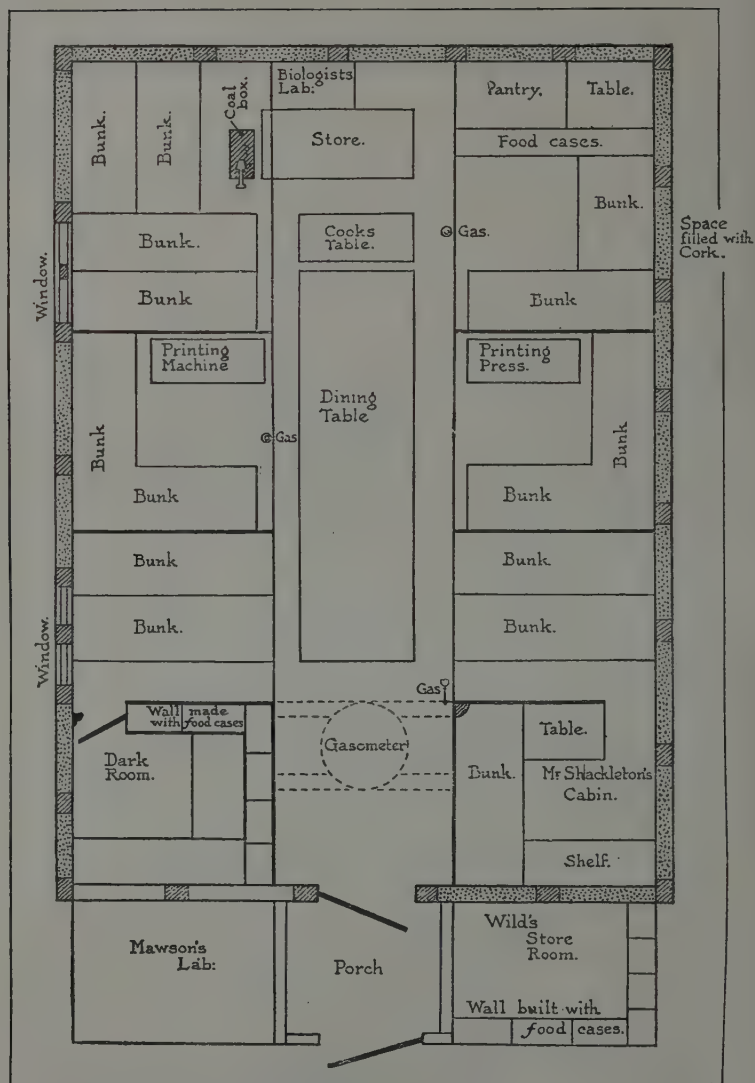 Bunk.
Bunk.
Coal
box.
Biologists
Lab:
Store.
Pantry.
Table.
Food cases.
Bunk.
Cooks
Table.
Gas.
Bunk.
Space
filled with
Cork.
Window.
Bunk
Bunk
Printing
Machine
Dining
Table
Printing
Press.
Gas
Bunk
Bunk
Bunk
Bunk
Bunk
Bunk.
Bunk.
Bunk.
Window.
Gas
Wall made
with food cases
Dark
Room.
Gasometer
Bunk.
Table.
Mr Shackleton's
Cabin.
Shelf.
Mawson's
Lab:
Porch
Wild's
Store
Room.
Wall built with
food cases.